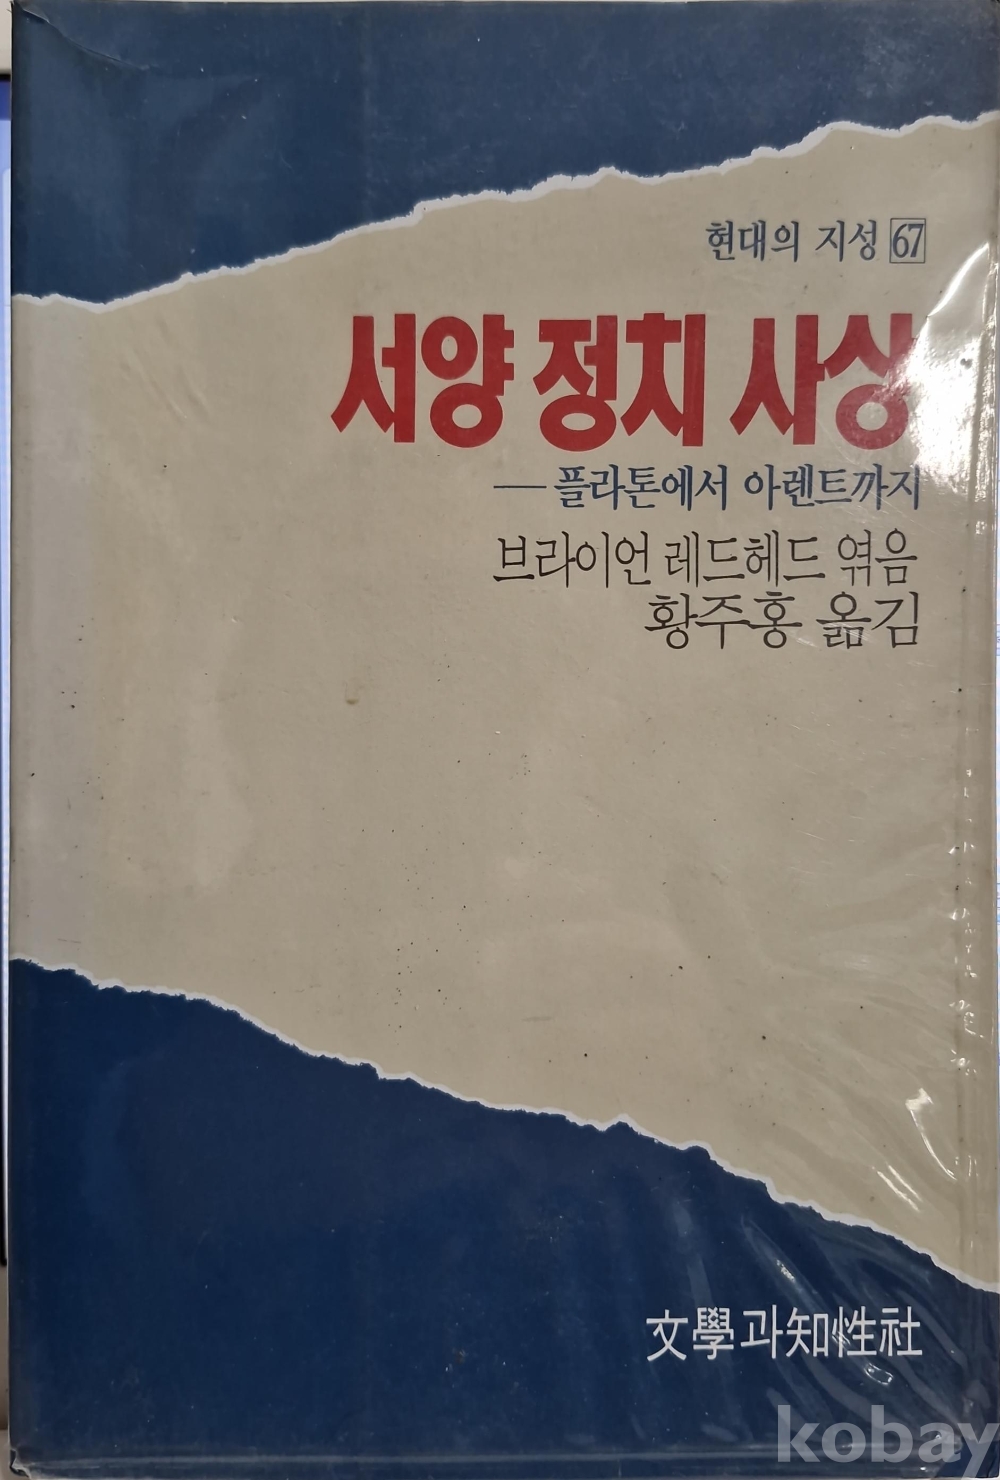 현대의 지성 67
서양 정치 사상
— 플라톤에서 아렌트까지
브라이언 레드헤드 엮음
황주홍 옮김
文學과知性社
kobay